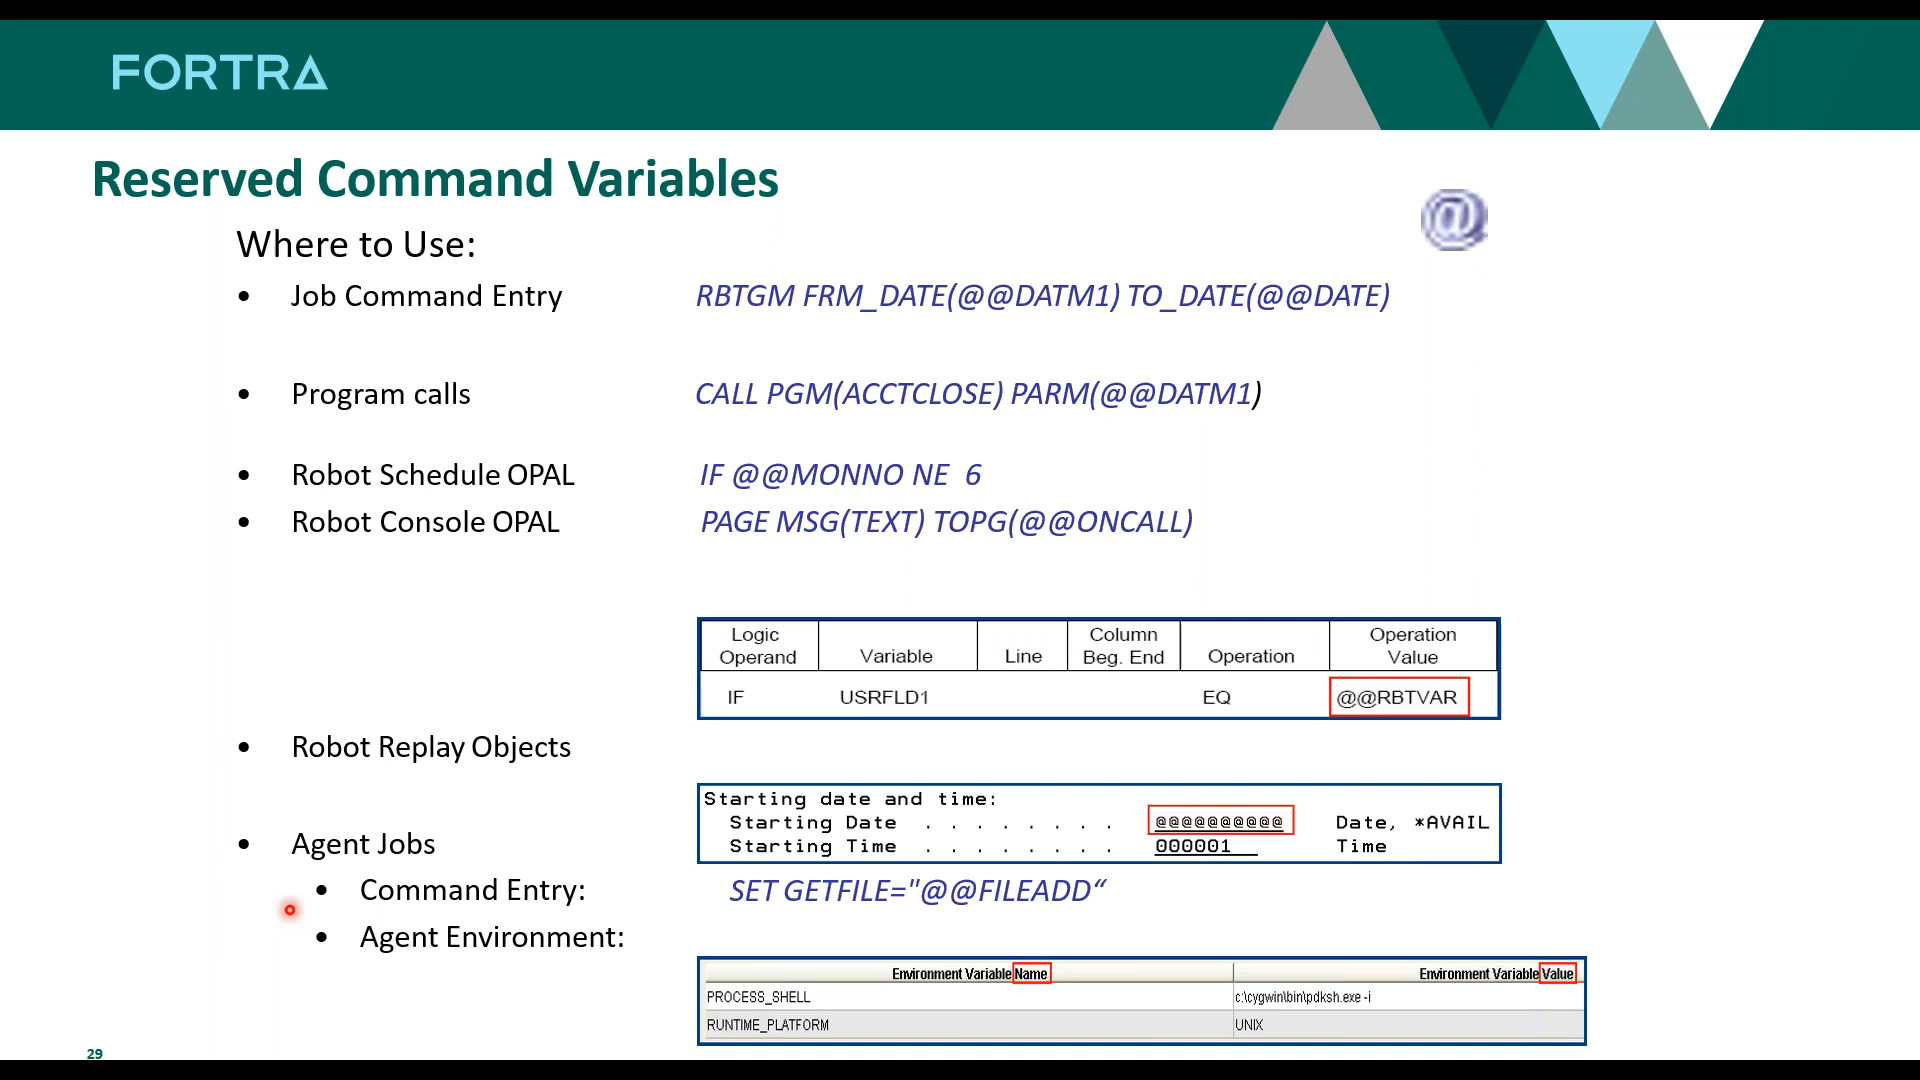 FORTRA
Reserved Command Variables
@
Where to Use:
• Job Command Entry RBTGM FRM_DATE(@@DATM1) TO_DATE(@@DATE)
• Program calls CALL PGM(ACCTCLOSE) PARM(@@DATM1)
• Robot Schedule OPAL IF @@MONNO NE 6
• Robot Console OPAL PAGE MSG(TEXT) TOPG(@@ONCALL)
Logic Operand Variable Line Column Beg. End Operation Operation Value
IF USRFLD1 EQ @@RBTVAR
• Robot Replay Objects
Starting date and time:
Starting Date . . . . . . . . @@@@@@@@@@ Date, *AVAIL
Starting Time . . . . . . . . 000001 Time
• Agent Jobs
• Command Entry: SET GETFILE="@@FILEADD“
• Agent Environment:
Environment Variable Name Environment Variable Value
PROCESS_SHELL c:\cygwin\bin\pdksh.exe -i
RUNTIME_PLATFORM UNIX
29